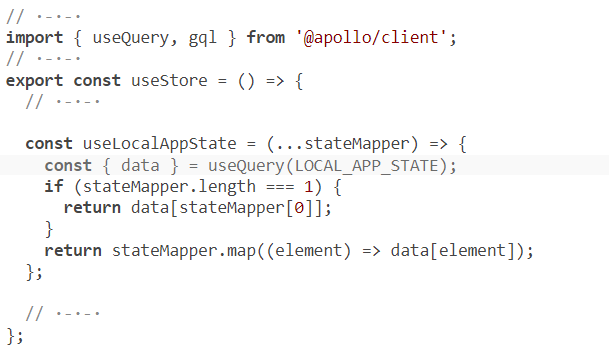 // ·-·-·
import { useQuery, gql } from '@apollo/client';
// ·-·-·
export const useStore = () => {
  // ·-·-·

  const useLocalAppState = (...stateMapper) => {
    const { data } = useQuery(LOCAL_APP_STATE);
    if (stateMapper.length === 1) {
      return data[stateMapper[0]];
    }
    return stateMapper.map((element) => data[element]);
  };

  // ·-·-·
};